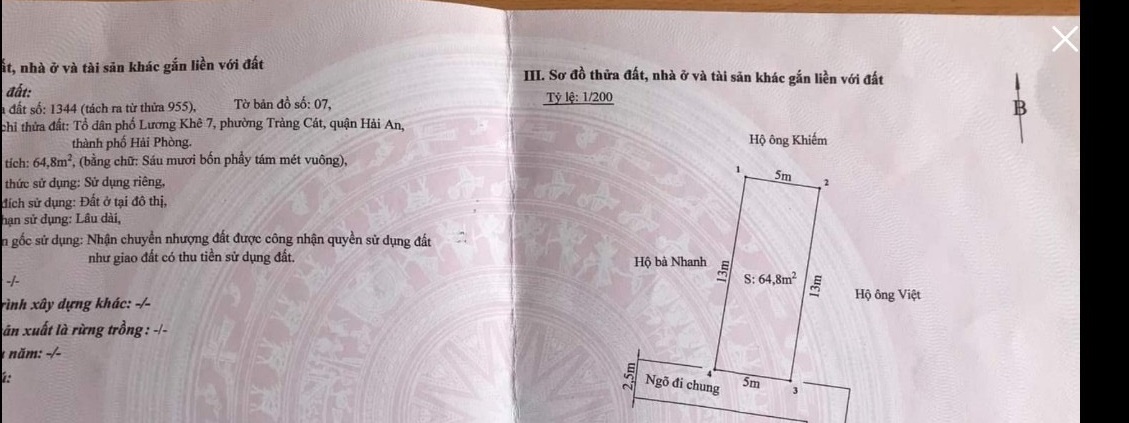 ất, nhà ở và tài sản khác gắn liền với đất
đất:
đất số: 1344 (tách ra từ thửa 955), Tờ bản đồ số: 07,
chỉ thửa đất: Tổ dân phố Lương Khê 7, phường Tràng Cát, quận Hải An,
thành phố Hải Phòng.
tích: 64,8m², (bằng chữ: Sáu mươi bốn phẩy tám mét vuông),
thức sử dụng: Sử dụng riêng,
đích sử dụng: Đất ở tại đô thị,
hạn sử dụng: Lâu dài,
n gốc sử dụng: Nhận chuyển nhượng đất được công nhận quyền sử dụng đất
như giao đất có thu tiền sử dụng đất.
-/-
rình xây dựng khác: -/-
ản xuất là rừng trồng : -/-
năm: -/-
III. Sơ đồ thửa đất, nhà ở và tài sản khác gắn liền với đất
Tỷ lệ: 1/200
B
Hộ ông Khiếm
1
5m
2
Hộ bà Nhanh
13m
S: 64,8m²
13m
Hộ ông Việt
2,5m
Ngõ đi chung
4
5m
3